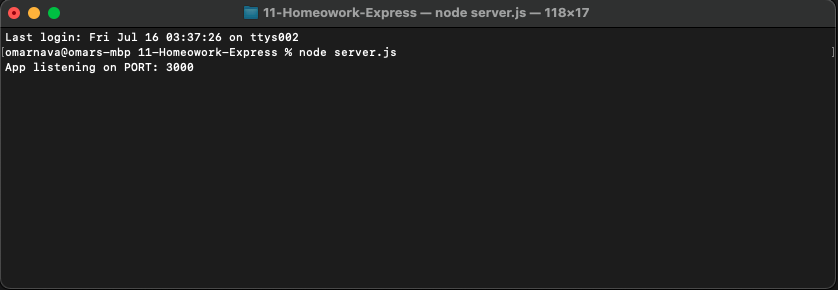 11-Homeowork-Express — node server.js — 118×17
Last login: Fri Jul 16 03:37:26 on ttys002
[omarnava@omars-mbp 11-Homeowork-Express % node server.js ]
App listening on PORT: 3000